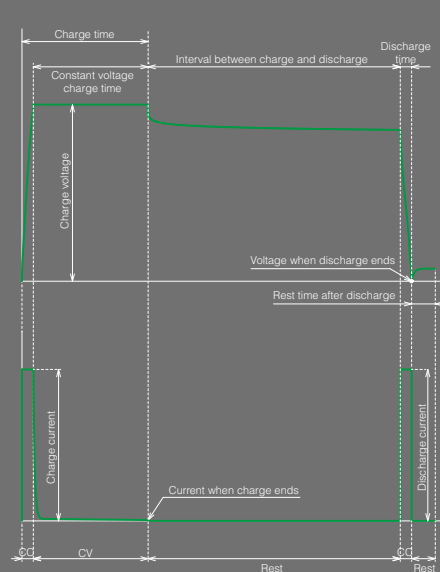 Charge time
Discharge
time
Interval between charge and discharge
Constant voltage
charge time
Charge voltage
Voltage when discharge ends
Rest time after discharge
Charge current
Discharge current
Current when charge ends
CC
CV
CC
Rest
Rest